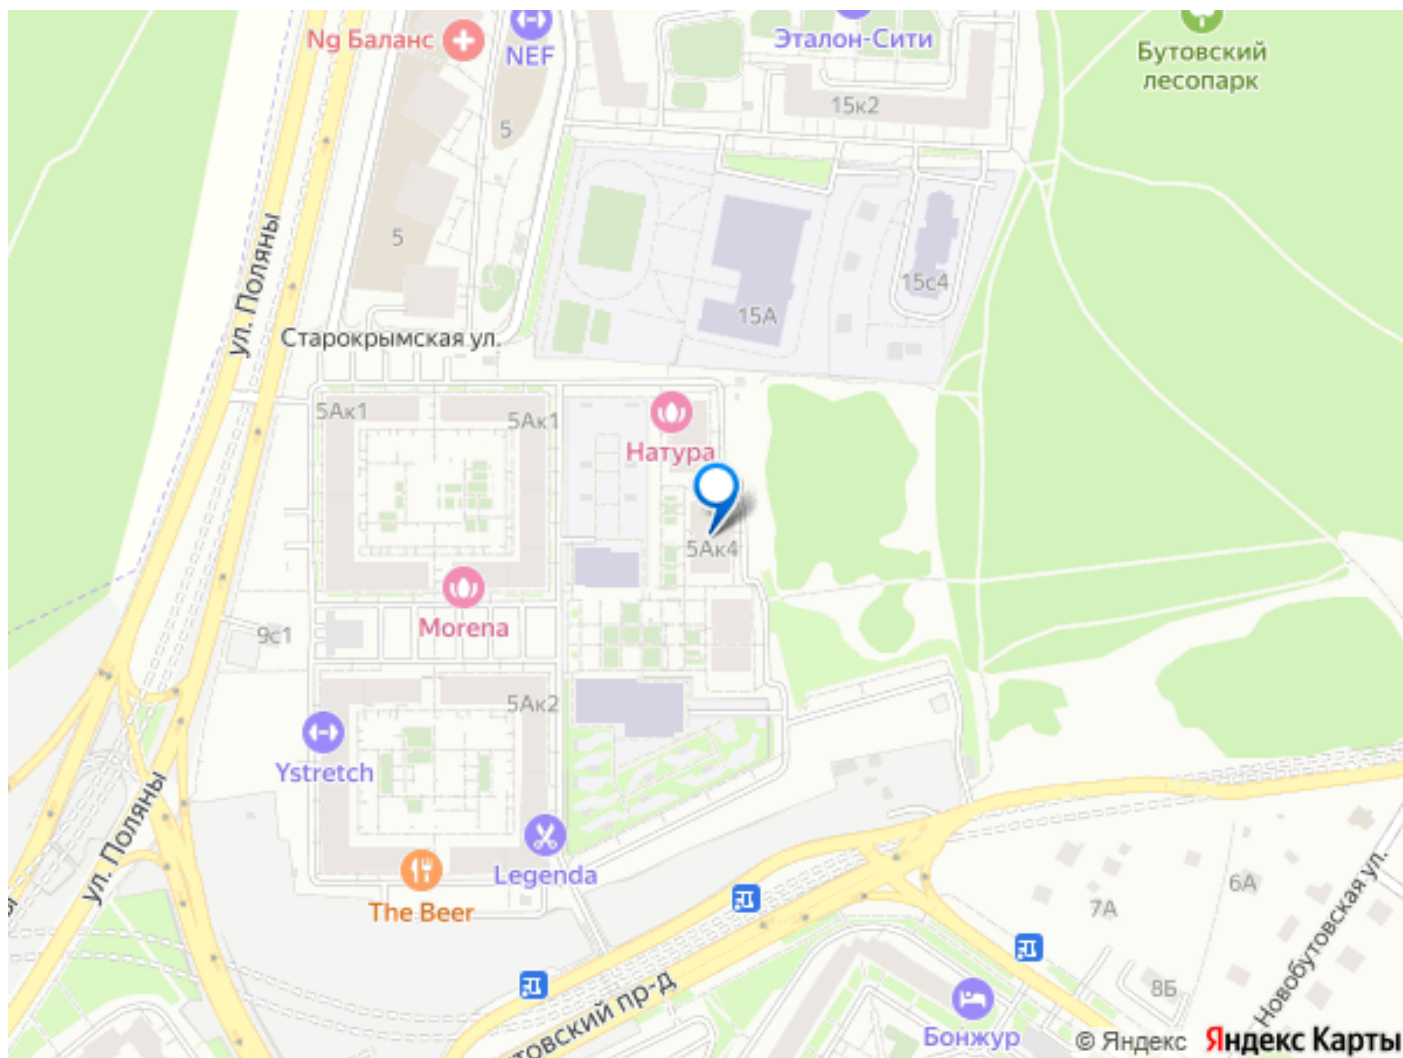 Ng Баланс
NEF
Эталон-Сити
Бутовский
лесопарк
15к2
5
5
ул. Поляны
15с4
15А
Старокрымская ул.
5Ак1
5Ак1
Натура
5Ак4
Morena
9с1
5Ак2
Ystretch
ул. Поляны
Legenda
The Beer
6А
7А
8Б
Новобутовская ул.
товский пр-д
Бонжур
© Яндекс
Яндекс Карты